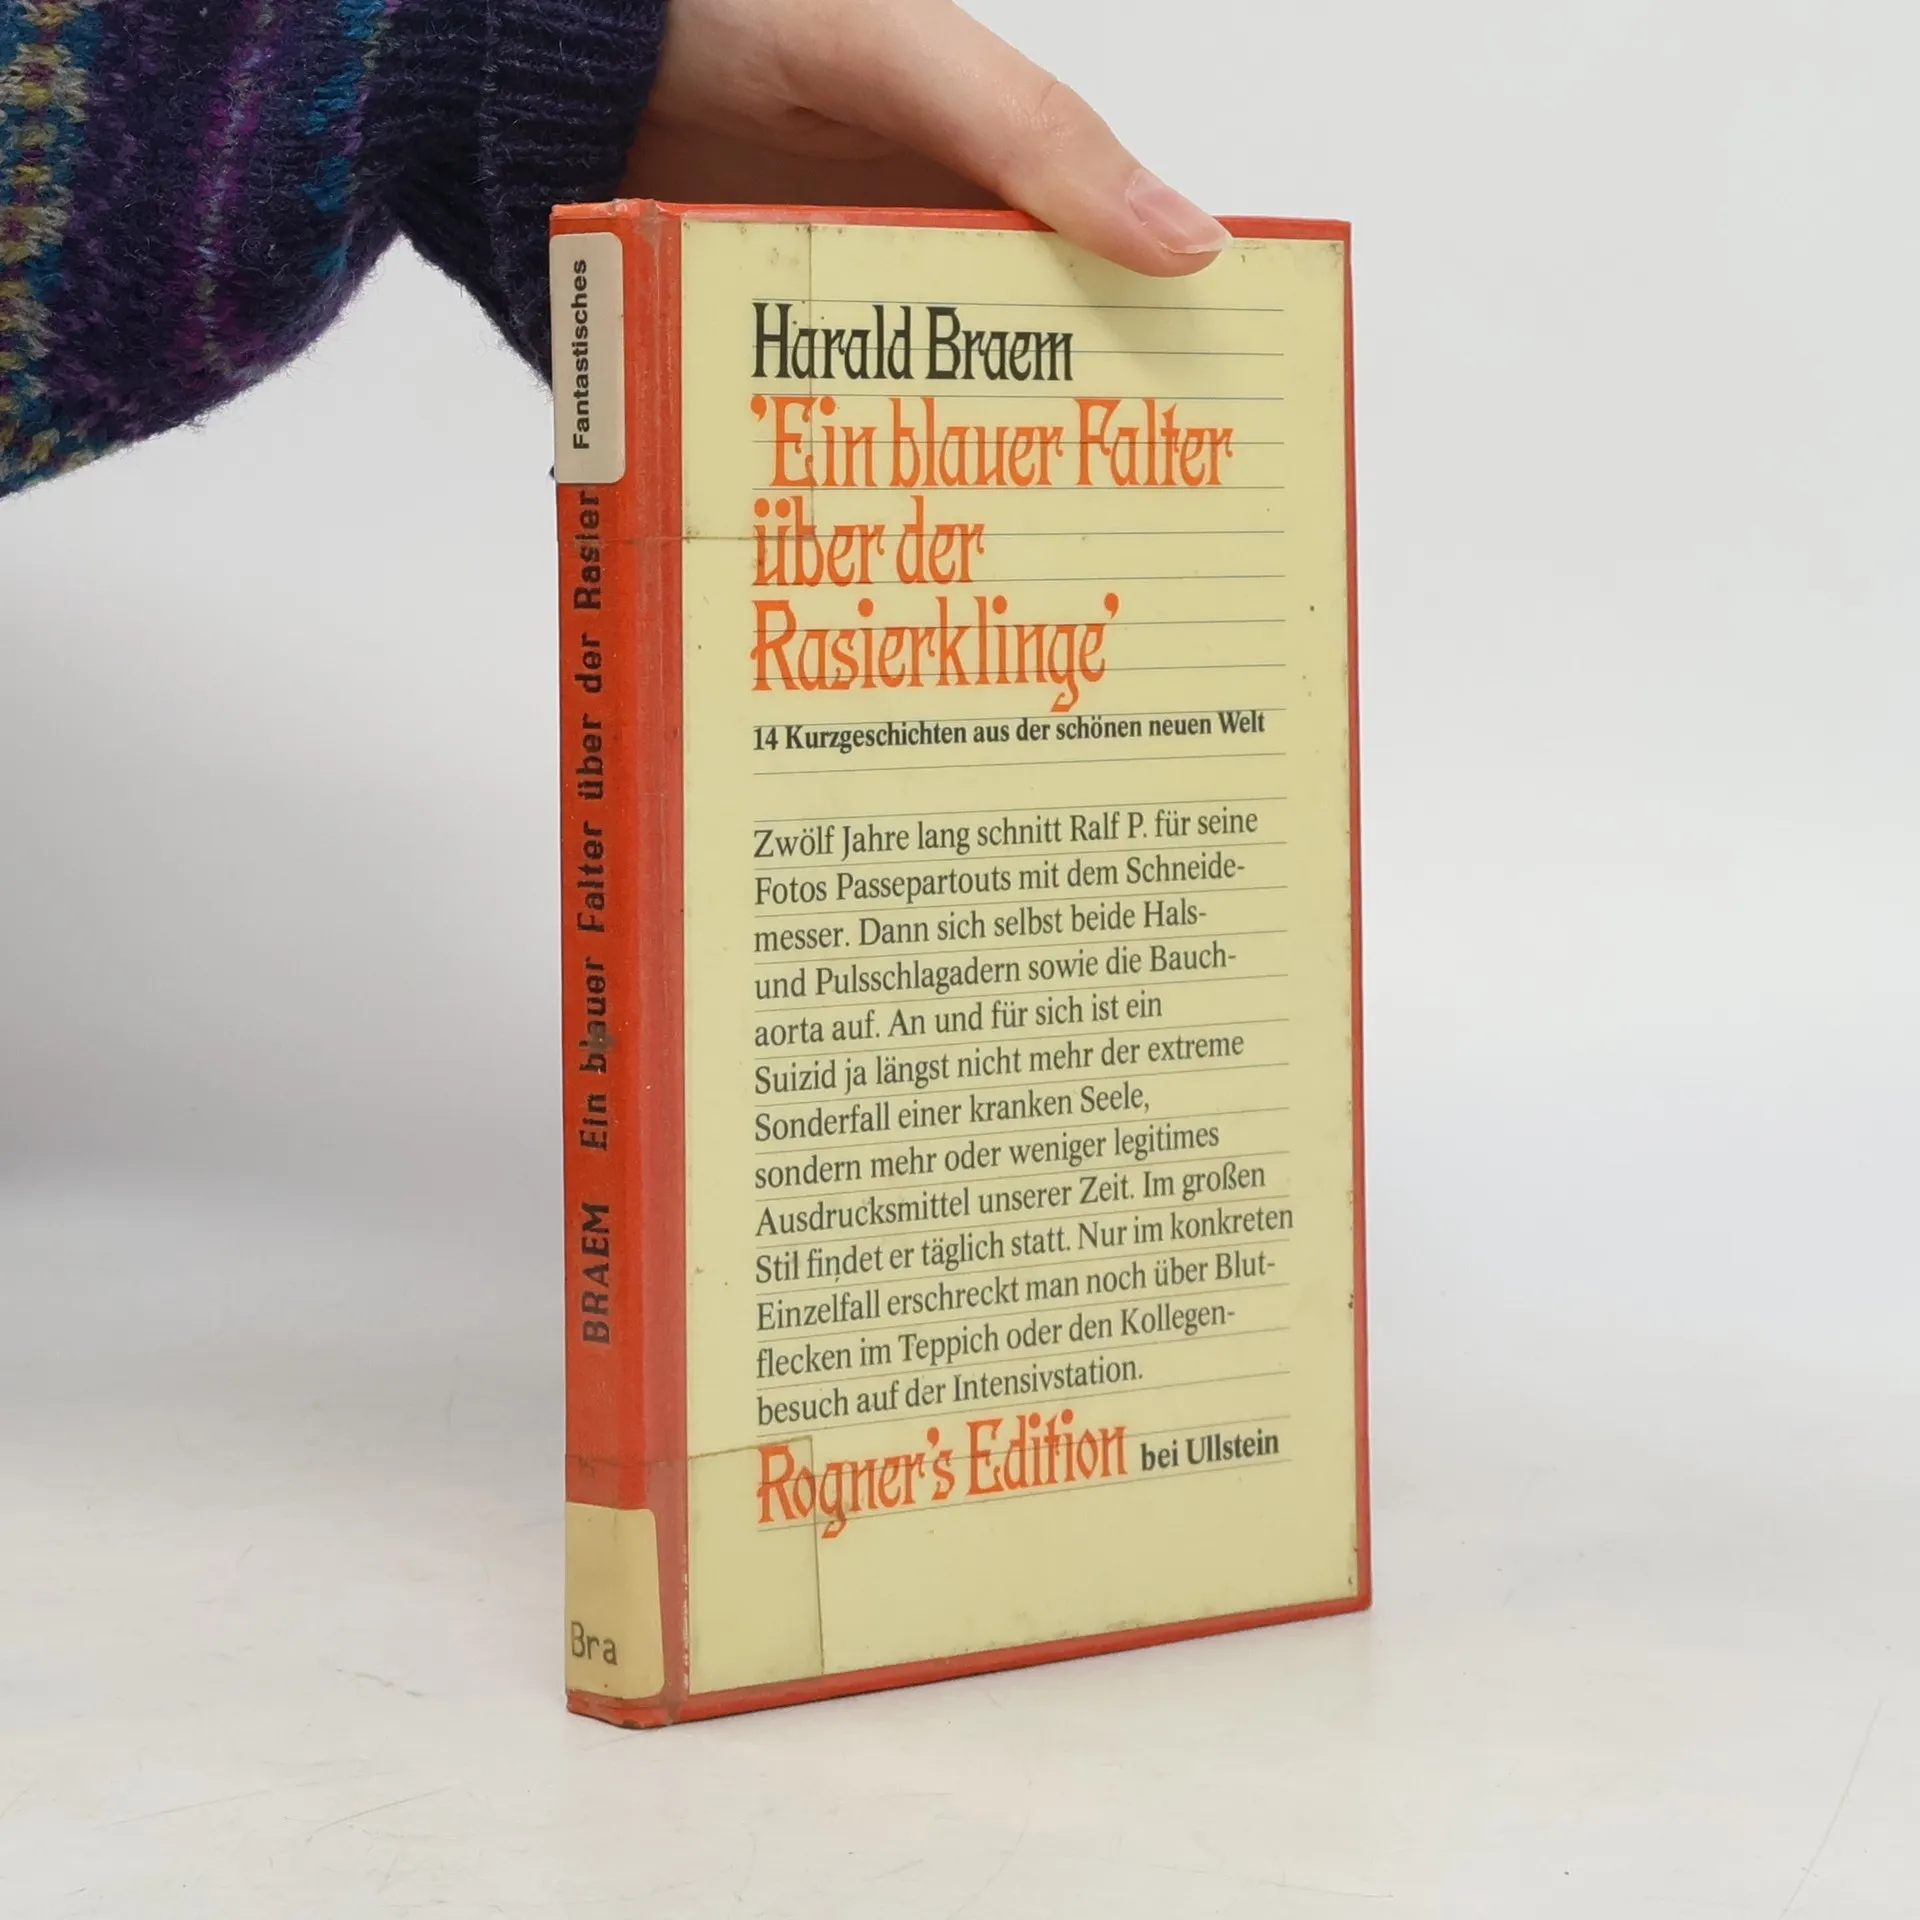 Fantastisches
BRAEM Ein blauer Falter über der Rasier
Bra
Harald Braem
'Ein blauer Falter
über der
Rasierklinge'
14 Kurzgeschichten aus der schönen neuen Welt
Zwölf Jahre lang schnitt Ralf P. für seine
Fotos Passepartouts mit dem Schneide-
messer. Dann sich selbst beide Hals-
und Pulsschlagadern sowie die Bauch-
aorta auf. An und für sich ist ein
Suizid ja längst nicht mehr der extreme
Sonderfall einer kranken Seele,
sondern mehr oder weniger legitimes
Ausdrucksmittel unserer Zeit. Im großen
Stil findet er täglich statt. Nur im konkreten
Einzelfall erschreckt man noch über Blut-
flecken im Teppich oder den Kollegen-
besuch auf der Intensivstation.
Rogner's Edition bei Ullstein